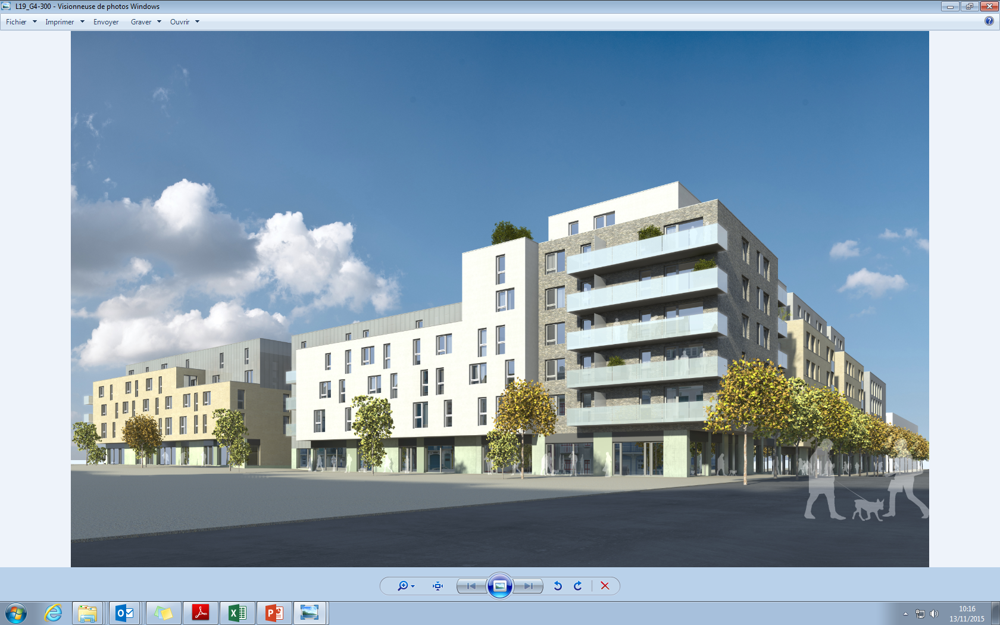 L19_G4-300 - Visionneuse de photos Windows
Fichier Imprimer Envoyer Graver Ouvrir
10:16
13/11/2015